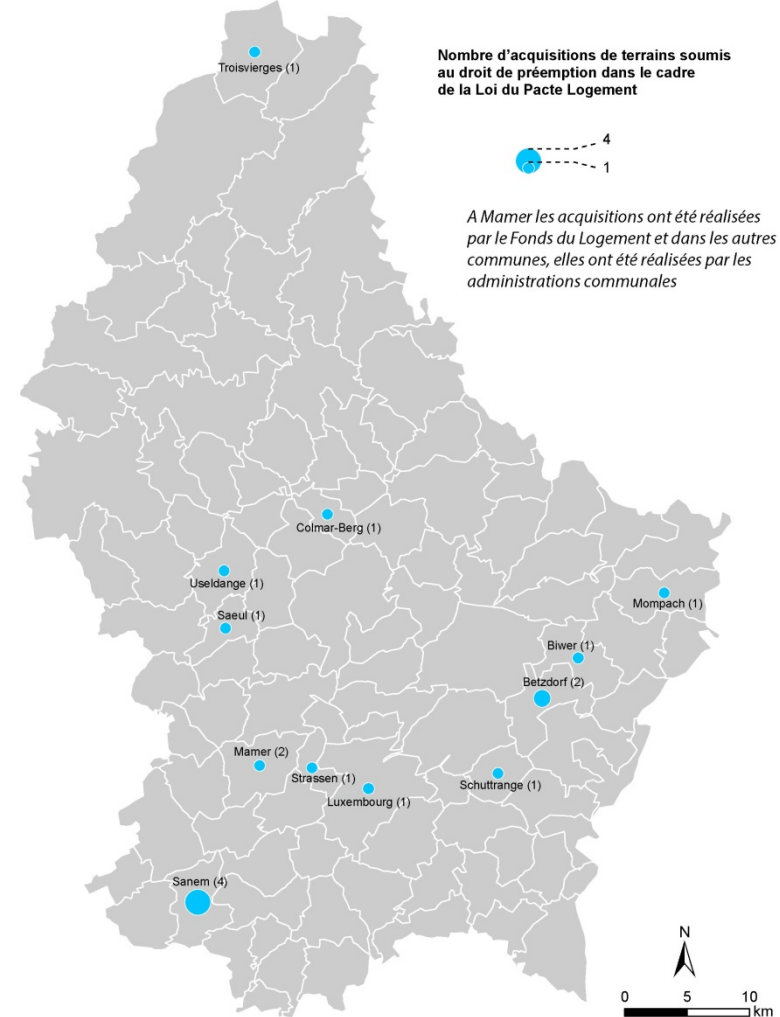 Troisvierges (1)
Nombre d'acquisitions de terrains soumis
au droit de préemption dans le cadre
de la Loi du Pacte Logement
4
1
A Mamer les acquisitions ont été réalisées
par le Fonds du Logement et dans les autres
communes, elles ont été réalisées par les
administrations communales
Colmar-Berg (1)
Useldange (1)
Saeul (1)
Mompach (1)
Biwer (1)
Betzdorf (2)
Mamer (2)
Strassen (1)
Luxembourg (1)
Schuttrange (1)
Sanem (4)
N
0 5 10
km